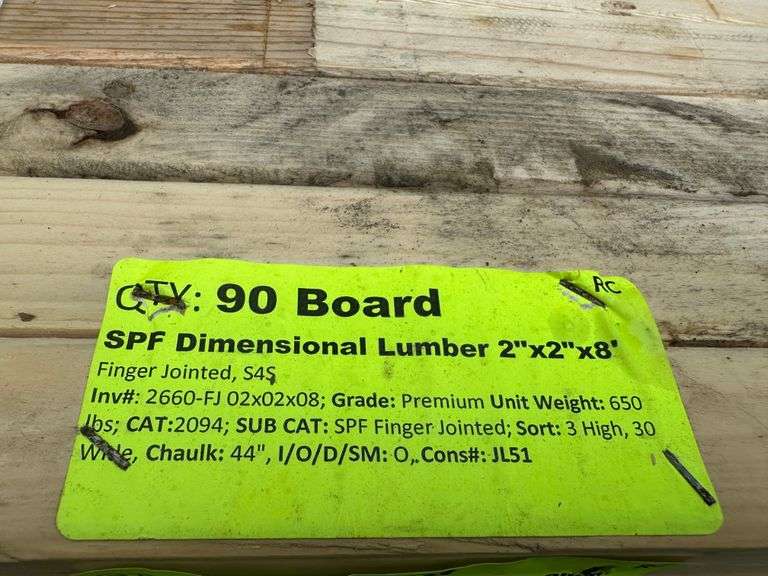 QTY: 90 Board
RC
SPF Dimensional Lumber 2"x2"x8'
Finger Jointed, S4S
Inv#: 2660-FJ 02x02x08; Grade: Premium Unit Weight: 650
lbs; CAT:2094; SUB CAT: SPF Finger Jointed; Sort: 3 High, 30
Wide, Chaulk: 44", I/O/D/SM: O,. Cons#: JL51